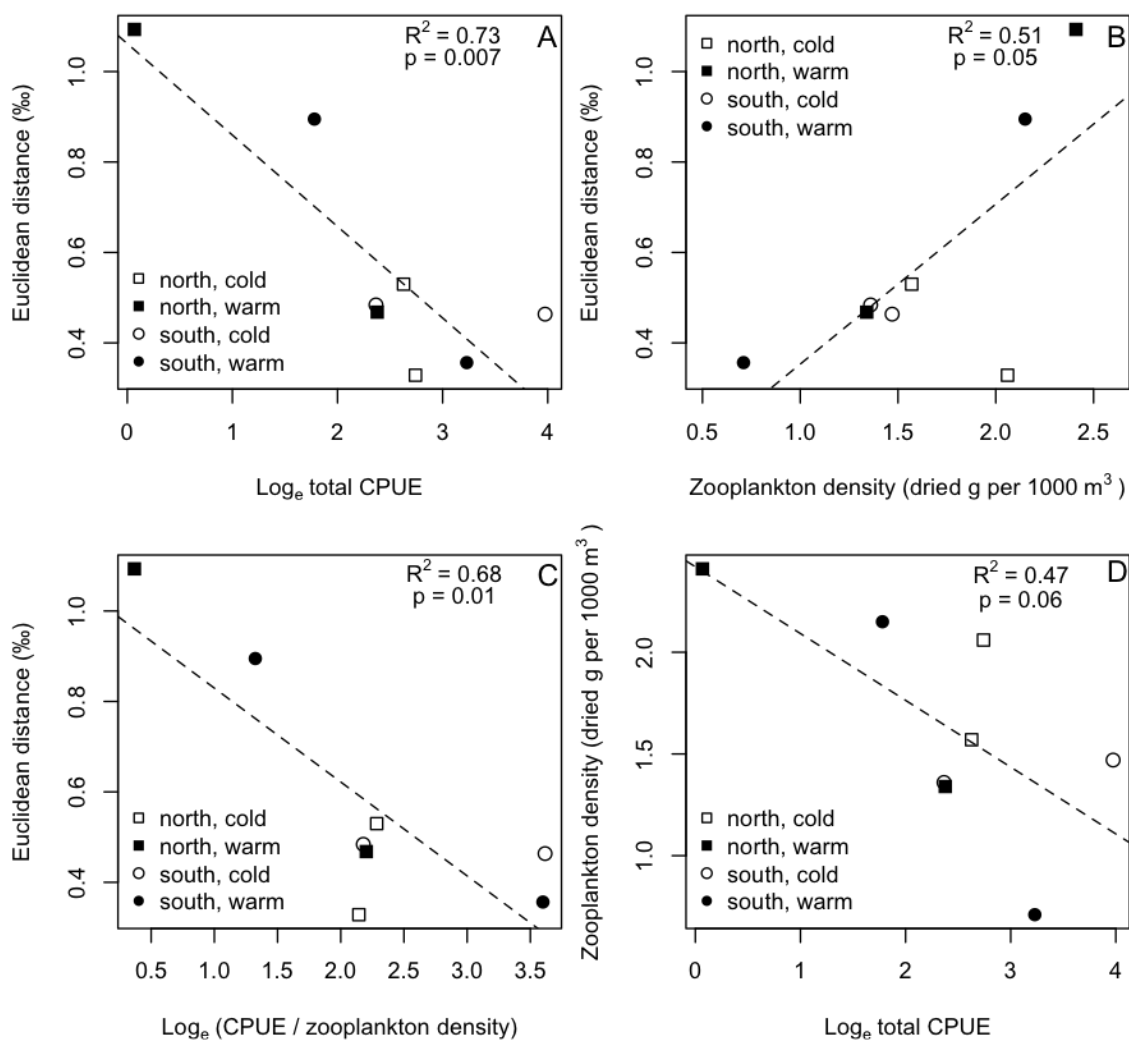 A
R² = 0.73
p = 0.007
Euclidean distance (‰)
1.0
0.8
0.6
0.4
north, cold
north, warm
south, cold
south, warm
0 1 2 3 4
Logₑ total CPUE
B
R² = 0.51
p = 0.05
Euclidean distance (‰)
1.0
0.8
0.6
0.4
north, cold
north, warm
south, cold
south, warm
0.5 1.0 1.5 2.0 2.5
Zooplankton density (dried g per 1000 m³ )
C
R² = 0.68
p = 0.01
Euclidean distance (‰)
1.0
0.8
0.6
0.4
north, cold
north, warm
south, cold
south, warm
0.5 1.0 1.5 2.0 2.5 3.0 3.5
Logₑ (CPUE / zooplankton density)
D
R² = 0.47
p = 0.06
Zooplankton density (dried g per 1000 m³ )
2.0
1.5
1.0
north, cold
north, warm
south, cold
south, warm
0 1 2 3 4
Logₑ total CPUE